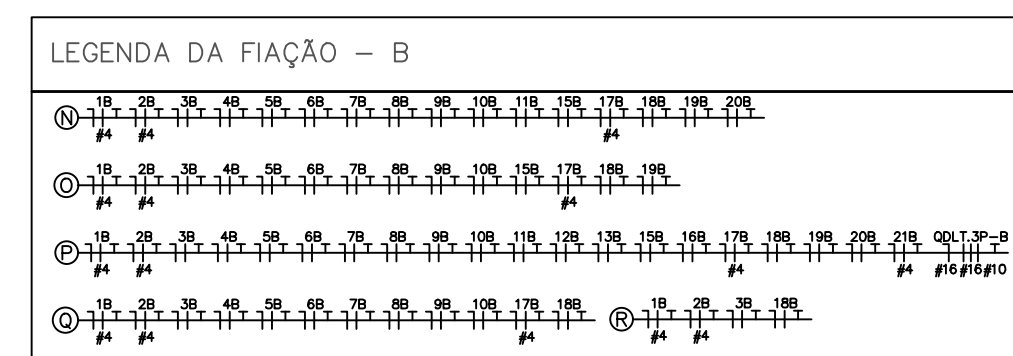 LEGENDA DA FIAÇÃO – B
N 1B 2B 3B 4B 5B 6B 7B 8B 9B 10B 11B 15B 17B 18B 19B 20B
#4 #4 #4
O 1B 2B 3B 4B 5B 6B 7B 8B 9B 10B 15B 17B 18B 19B
#4 #4 #4
P 1B 2B 3B 4B 5B 6B 7B 8B 9B 10B 11B 12B 13B 15B 16B 17B 18B 19B 20B 21B QDLT.3P-B
#4 #4 #4 #4 #16 #16 #10
Q 1B 2B 3B 4B 5B 6B 7B 8B 9B 10B 17B 18B R 1B 2B 3B 18B
#4 #4 #4 #4 #4